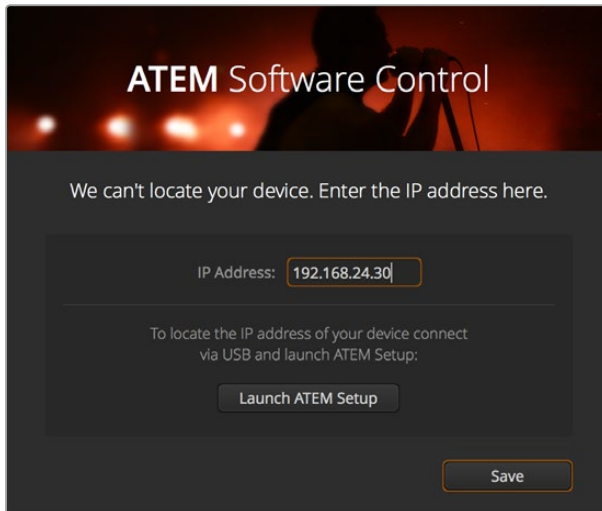 ATEM Software Control
We can't locate your device. Enter the IP address here.
IP Address: 192.168.24.30
To locate the IP address of your device connect
via USB and launch ATEM Setup:
Launch ATEM Setup
Save